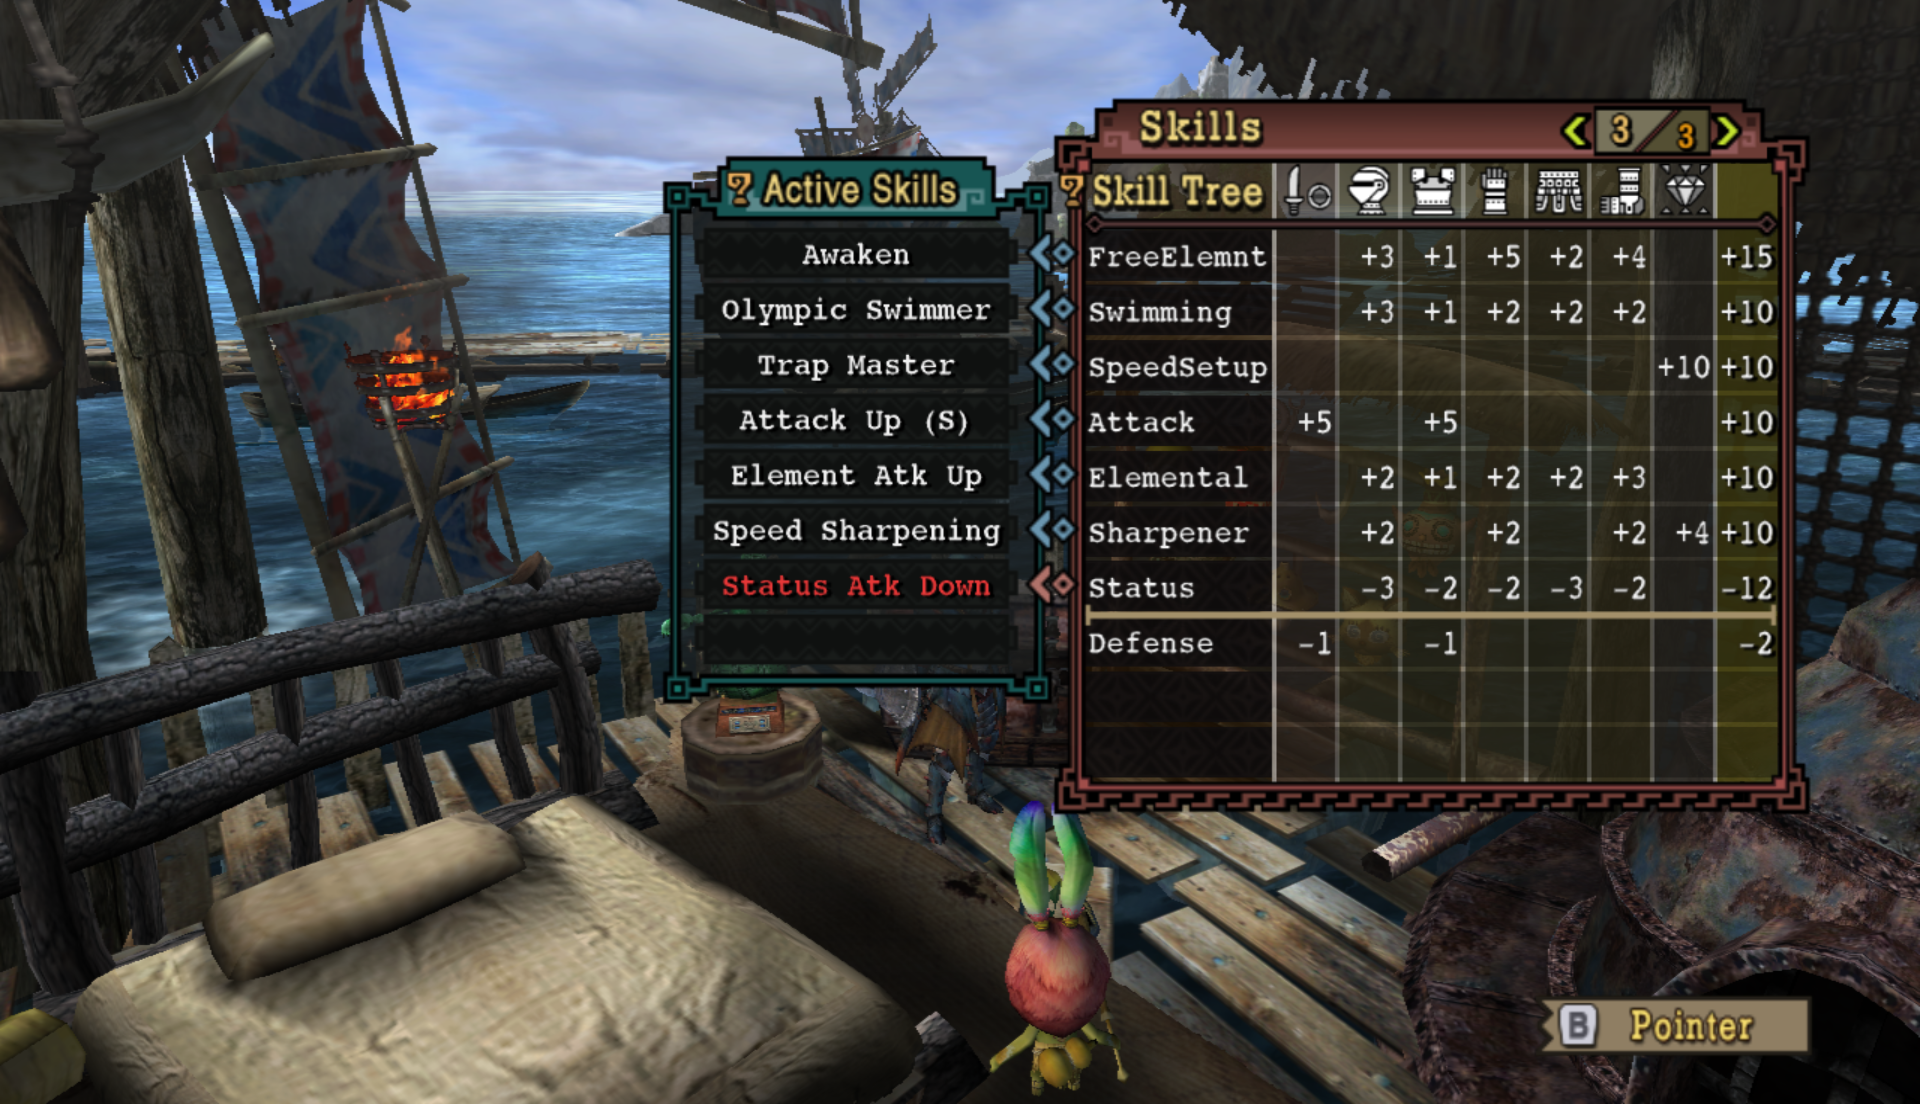 Skills
3/3
? Active Skills
? Skill Tree
Awaken
Olympic Swimmer
Trap Master
Attack Up (S)
Element Atk Up
Speed Sharpening
Status Atk Down
FreeElemnt +3 +1 +5 +2 +4 +15
Swimming +3 +1 +2 +2 +2 +10
SpeedSetup +10 +10
Attack +5 +5 +10
Elemental +2 +1 +2 +2 +3 +10
Sharpener +2 +2 +2 +4 +10
Status -3 -2 -2 -3 -2 -12
Defense -1 -1 -2
B Pointer